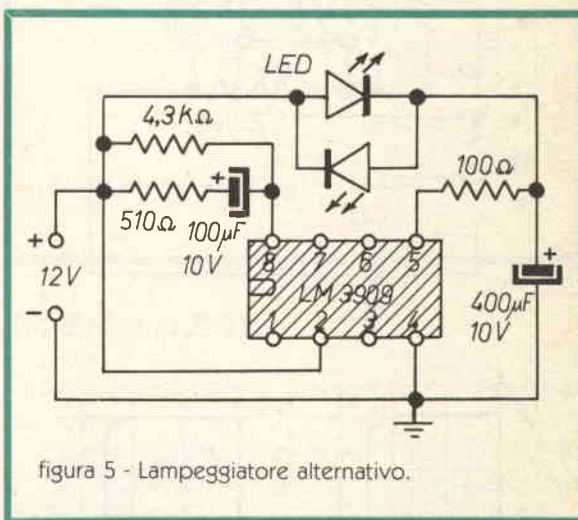 LED
4,3KΩ
100Ω
510Ω
100µF
10V
+
+
12V
-
+
400µF
10V
8 7 6 5
LM 3909
1 2 3 4
figura 5 - Lampeggiatore alternativo.